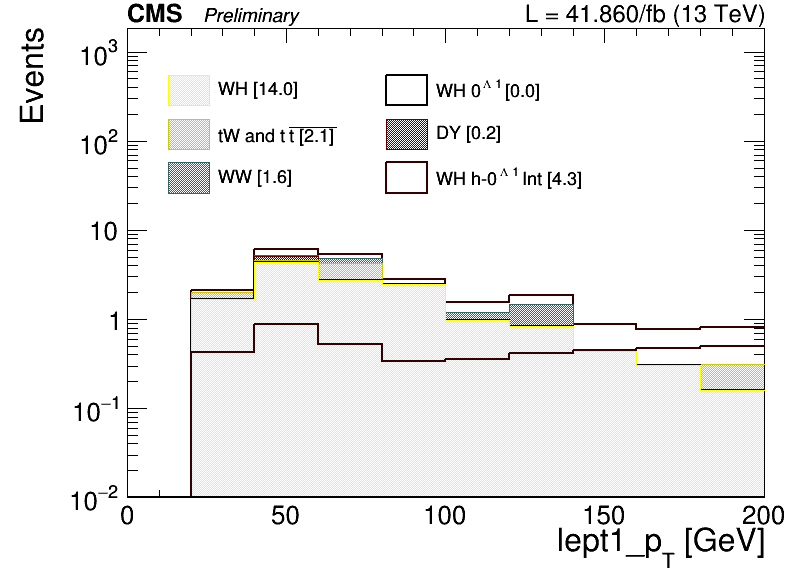 CMS Preliminary L = 41.860/fb (13 TeV)
Events
10³
10²
10
1
10⁻¹
10⁻²
WH [14.0]
WH 0^Λ1 [0.0]
tW and t t̅ [2.1]
DY [0.2]
WW [1.6]
WH h-0^Λ1 Int [4.3]
0 50 100 150 200
lept1_p_T [GeV]